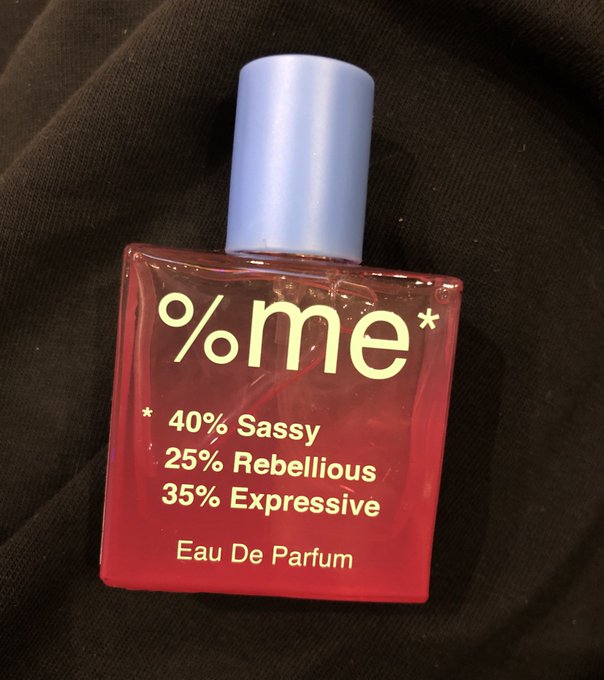 %me*
* 40% Sassy
25% Rebellious
35% Expressive
Eau De Parfum